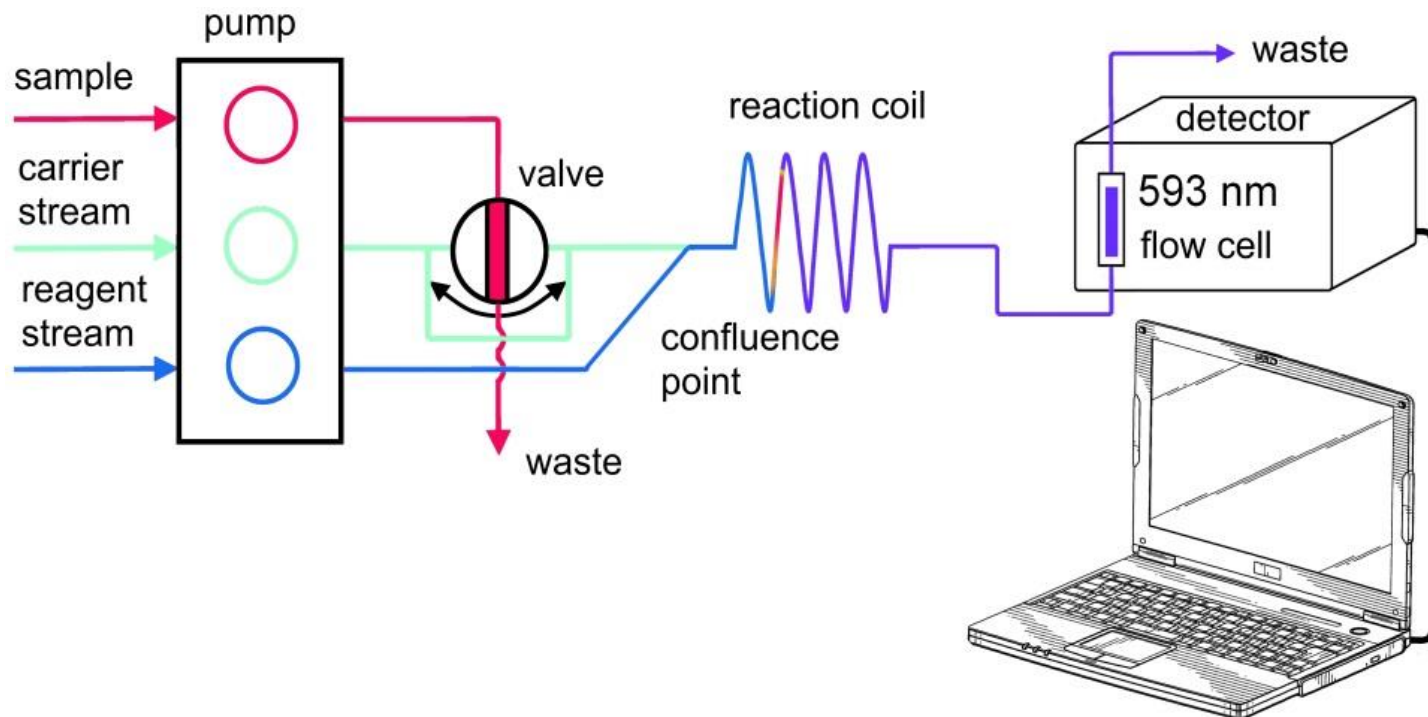 pump
sample
carrier
stream
reagent
stream
valve
waste
confluence
point
reaction coil
waste
detector
593 nm
flow cell